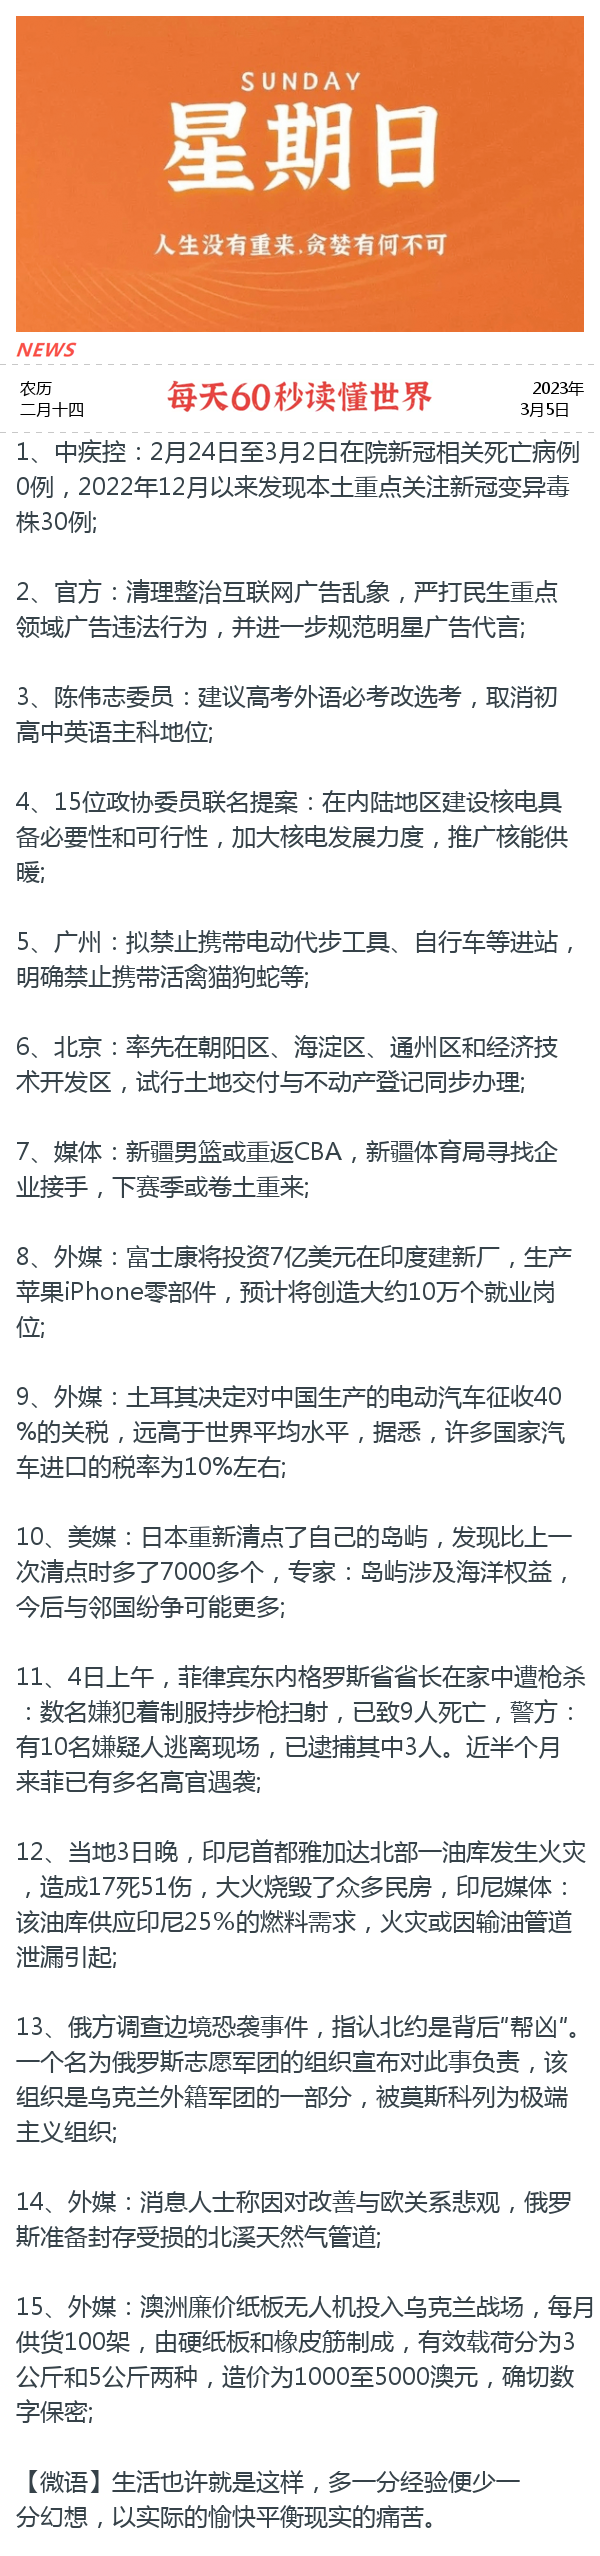 SUNDAY
星期日
人生没有重来,贪婪有何不可
NEWS
农历
二月十四
每天60秒读懂世界
2023年
3月5日
1、中疾控：2月24日至3月2日在院新冠相关死亡病例
0例，2022年12月以来发现本土重点关注新冠变异毒
株30例;
2、官方：清理整治互联网广告乱象，严打民生重点
领域广告违法行为，并进一步规范明星广告代言;
3、陈伟志委员：建议高考外语必考改选考，取消初
高中英语主科地位;
4、15位政协委员联名提案：在内陆地区建设核电具
备必要性和可行性，加大核电发展力度，推广核能供
暖;
5、广州：拟禁止携带电动代步工具、自行车等进站，
明确禁止携带活禽猫狗蛇等;
6、北京：率先在朝阳区、海淀区、通州区和经济技
术开发区，试行土地交付与不动产登记同步办理;
7、媒体：新疆男篮或重返CBA，新疆体育局寻找企
业接手，下赛季或卷土重来;
8、外媒：富士康将投资7亿美元在印度建新厂，生产
苹果iPhone零部件，预计将创造大约10万个就业岗
位;
9、外媒：土耳其决定对中国生产的电动汽车征收40
%的关税，远高于世界平均水平，据悉，许多国家汽
车进口的税率为10%左右;
10、美媒：日本重新清点了自己的岛屿，发现比上一
次清点时多了7000多个，专家：岛屿涉及海洋权益，
今后与邻国纷争可能更多;
11、4日上午，菲律宾东内格罗斯省省长在家中遭枪杀
：数名嫌犯着制服持步枪扫射，已致9人死亡，警方：
有10名嫌疑人逃离现场，已逮捕其中3人。近半个月
来菲已有多名高官遇袭;
12、当地3日晚，印尼首都雅加达北部一油库发生火灾
，造成17死51伤，大火烧毁了众多民房，印尼媒体：
该油库供应印尼25%的燃料需求，火灾或因输油管道
泄漏引起;
13、俄方调查边境恐袭事件，指认北约是背后"帮凶"。
一个名为俄罗斯志愿军团的组织宣布对此事负责，该
组织是乌克兰外籍军团的一部分，被莫斯科列为极端
主义组织;
14、外媒：消息人士称因对改善与欧关系悲观，俄罗
斯准备封存受损的北溪天然气管道;
15、外媒：澳洲廉价纸板无人机投入乌克兰战场，每月
供货100架，由硬纸板和橡皮筋制成，有效载荷分为3
公斤和5公斤两种，造价为1000至5000澳元，确切数
字保密;
【微语】生活也许就是这样，多一分经验便少一
分幻想，以实际的愉快平衡现实的痛苦。